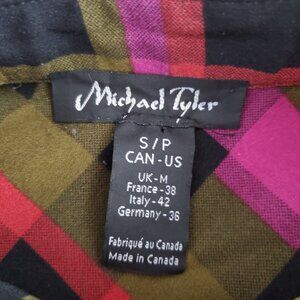 Michael Tyler
S/P
CAN-US
UK-M
France-38
Italy-42
Germany-36
Fabriqué au Canada
Made in Canada